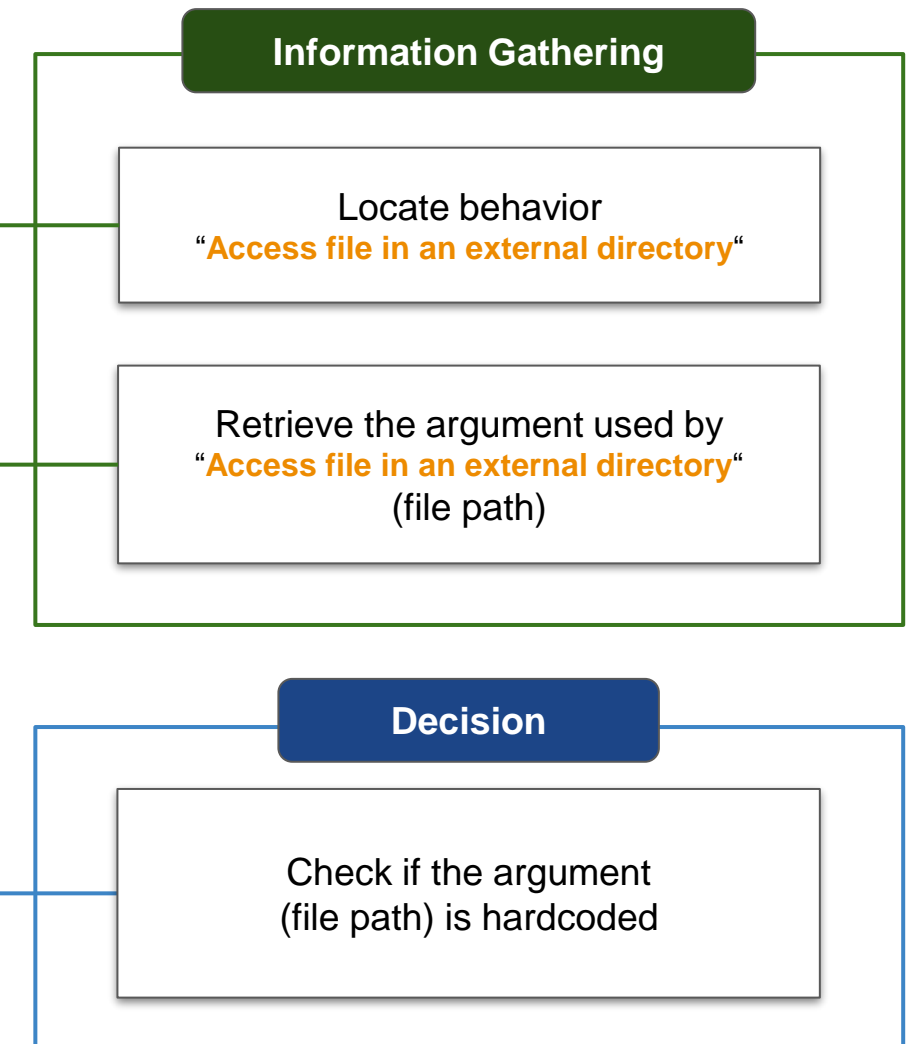 Information Gathering
Locate behavior
“Access file in an external directory“
Retrieve the argument used by
“Access file in an external directory“
(file path)
Decision
Check if the argument
(file path) is hardcoded